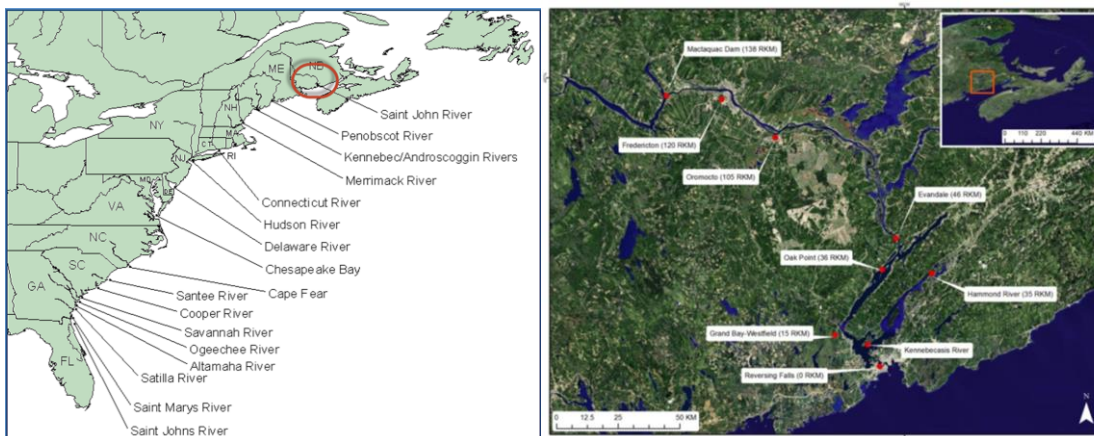 ME
NB
NH
NY
MA
CT
RI
NJ
MD
DE
VA
NC
SC
GA
FL
Saint John River
Penobscot River
Kennebec/Androscoggin Rivers
Merrimack River
Connecticut River
Hudson River
Delaware River
Chesapeake Bay
Cape Fear
Santee River
Cooper River
Savannah River
Ogeechee River
Altamaha River
Satilla River
Saint Marys River
Saint Johns River
Mactaquac Dam (138 RKM)
Fredericton (120 RKM)
Oromocto (105 RKM)
Evandale (46 RKM)
Oak Point (36 RKM)
Hammond River (35 RKM)
Grand Bay-Westfield (15 RKM)
Kennebecasis River
Reversing Falls (0 RKM)
0 110 220 440 KM
0 12.5 25 50 KM
N